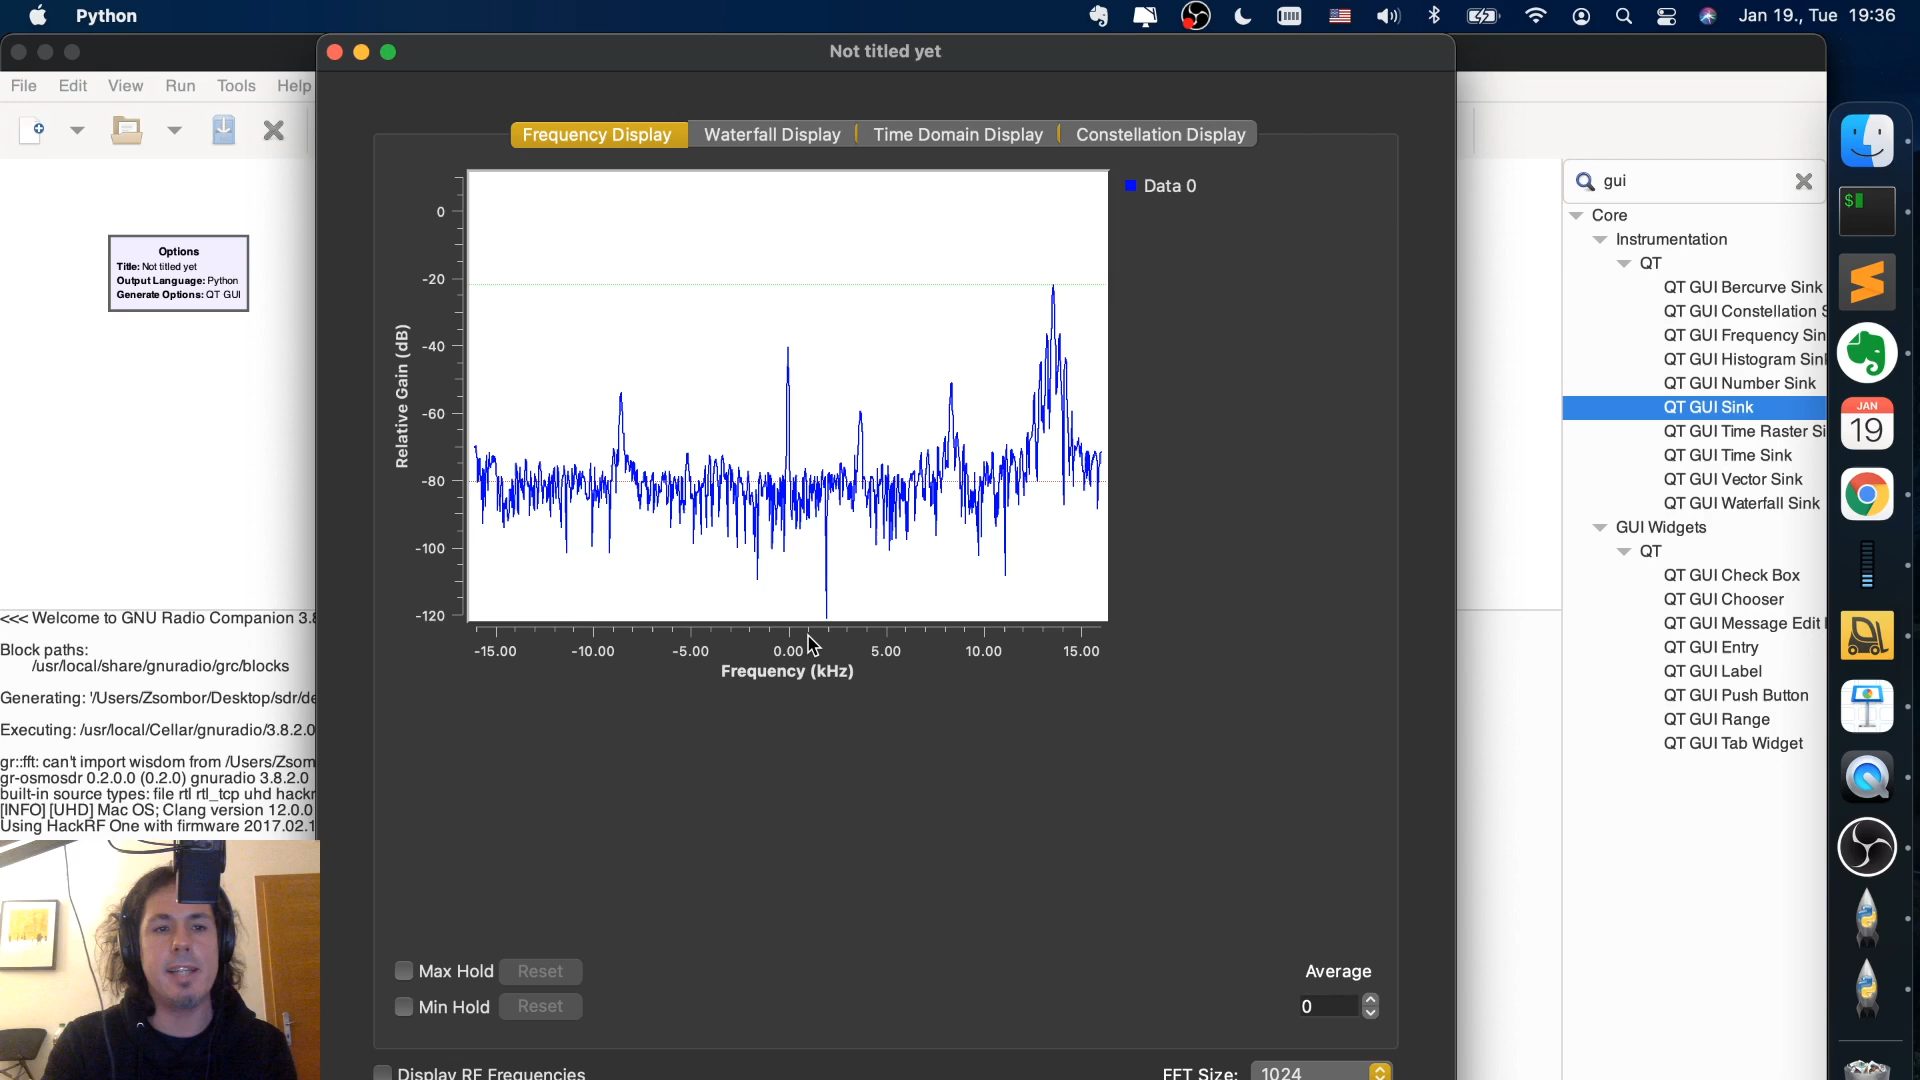 Python
Jan 19., Tue 19:36
Not titled yet
File Edit View Run Tools Help
Frequency Display Waterfall Display Time Domain Display Constellation Display
Data 0
gui
Core
Instrumentation
QT
QT GUI Bercurve Sink
QT GUI Constellation S
QT GUI Frequency Sin
QT GUI Histogram Sin
QT GUI Number Sink
QT GUI Sink
QT GUI Time Raster Si
QT GUI Time Sink
QT GUI Vector Sink
QT GUI Waterfall Sink
GUI Widgets
QT
QT GUI Check Box
QT GUI Chooser
QT GUI Message Edit
QT GUI Entry
QT GUI Label
QT GUI Push Button
QT GUI Range
QT GUI Tab Widget
Options
Title: Not titled yet
Output Language: Python
Generate Options: QT GUI
Relative Gain (dB)
0
-20
-40
-60
-80
-100
-120
-15.00 -10.00 -5.00 0.00 5.00 10.00 15.00
Frequency (kHz)
<<< Welcome to GNU Radio Companion 3.8
Block paths:
/usr/local/share/gnuradio/grc/blocks
Generating: '/Users/Zsombor/Desktop/sdr/de
Executing: /usr/local/Cellar/gnuradio/3.8.2.0
gr::fft: can't import wisdom from /Users/Zsom
gr-osmosdr 0.2.0.0 (0.2.0) gnuradio 3.8.2.0
built-in source types: file rtl rtl_tcp uhd hackr
[INFO] [UHD] Mac OS; Clang version 12.0.0
Using HackRF One with firmware 2017.02.1
Max Hold Reset
Min Hold Reset
Average
0
Display RF Frequencies
FFT Size: 1024
$
JAN
19